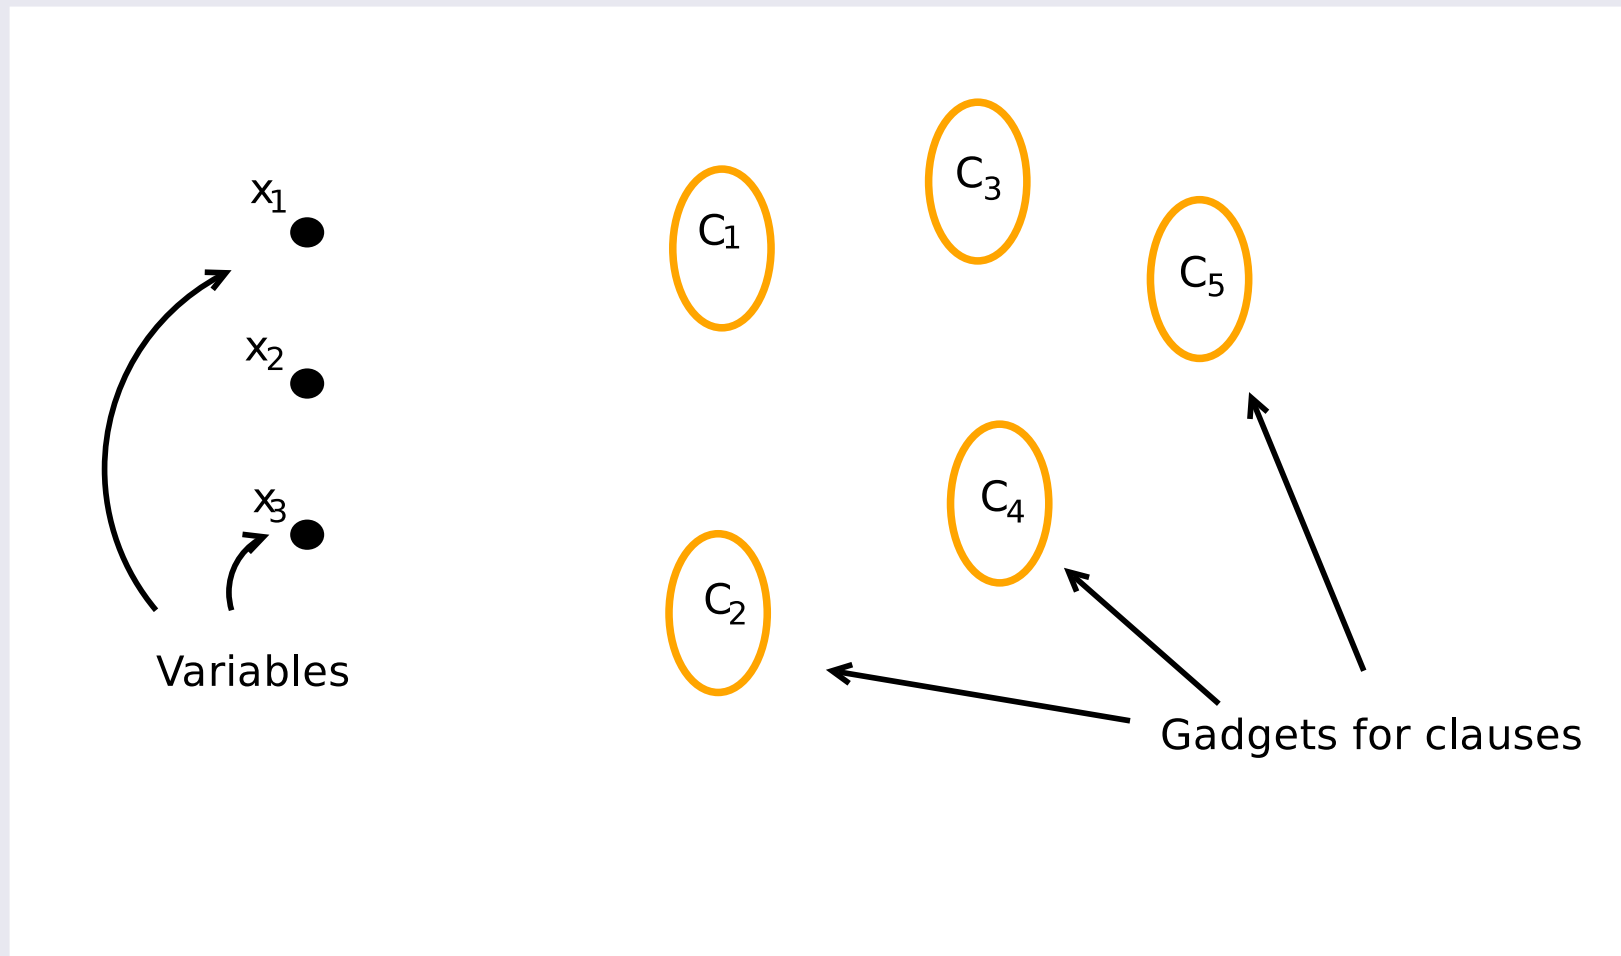 x₁
x₂
x₃
Variables
C₁
C₂
C₃
C₄
C₅
Gadgets for clauses